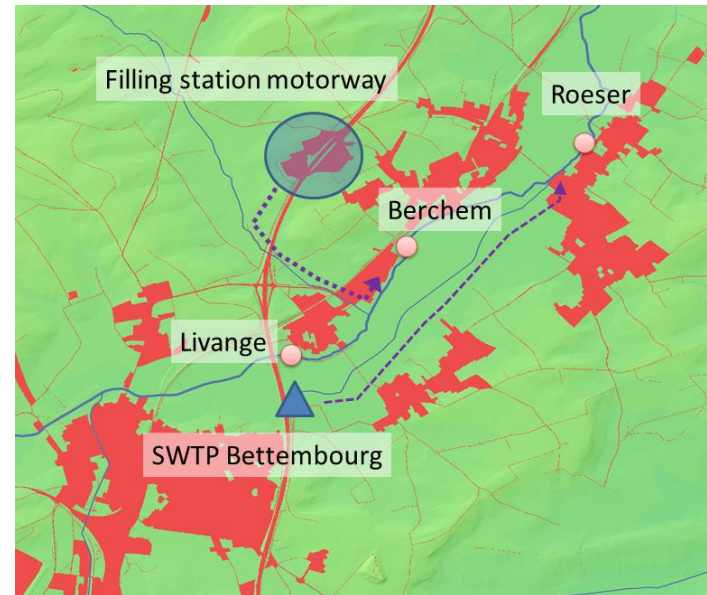 Filling station motorway
Roeser
Berchem
Livange
SWTP Bettembourg